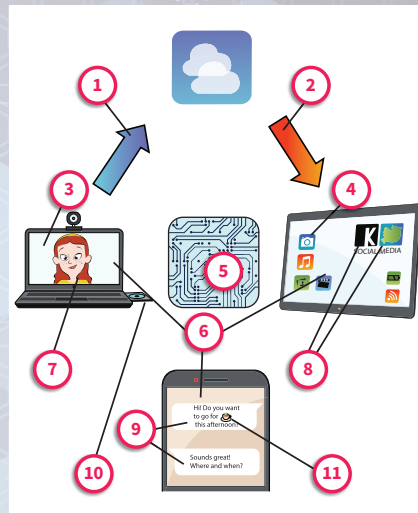 1
2
3
4
K
SOCIAL MEDIA
5
6
7
8
Hi! Do you want
to go for
this afternoon?
9
Sounds great!
Where and when?
10
11